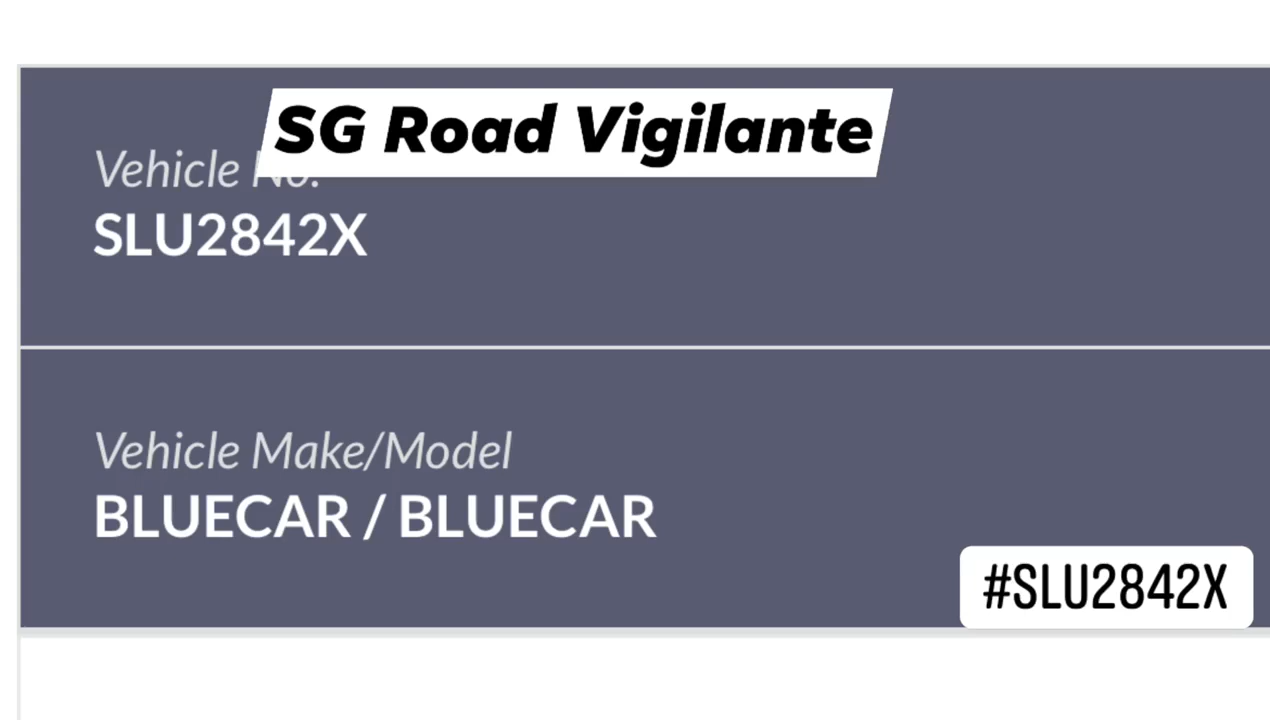 SG Road Vigilante
Vehicle No.
SLU2842X
Vehicle Make/Model
BLUECAR / BLUECAR
#SLU2842X